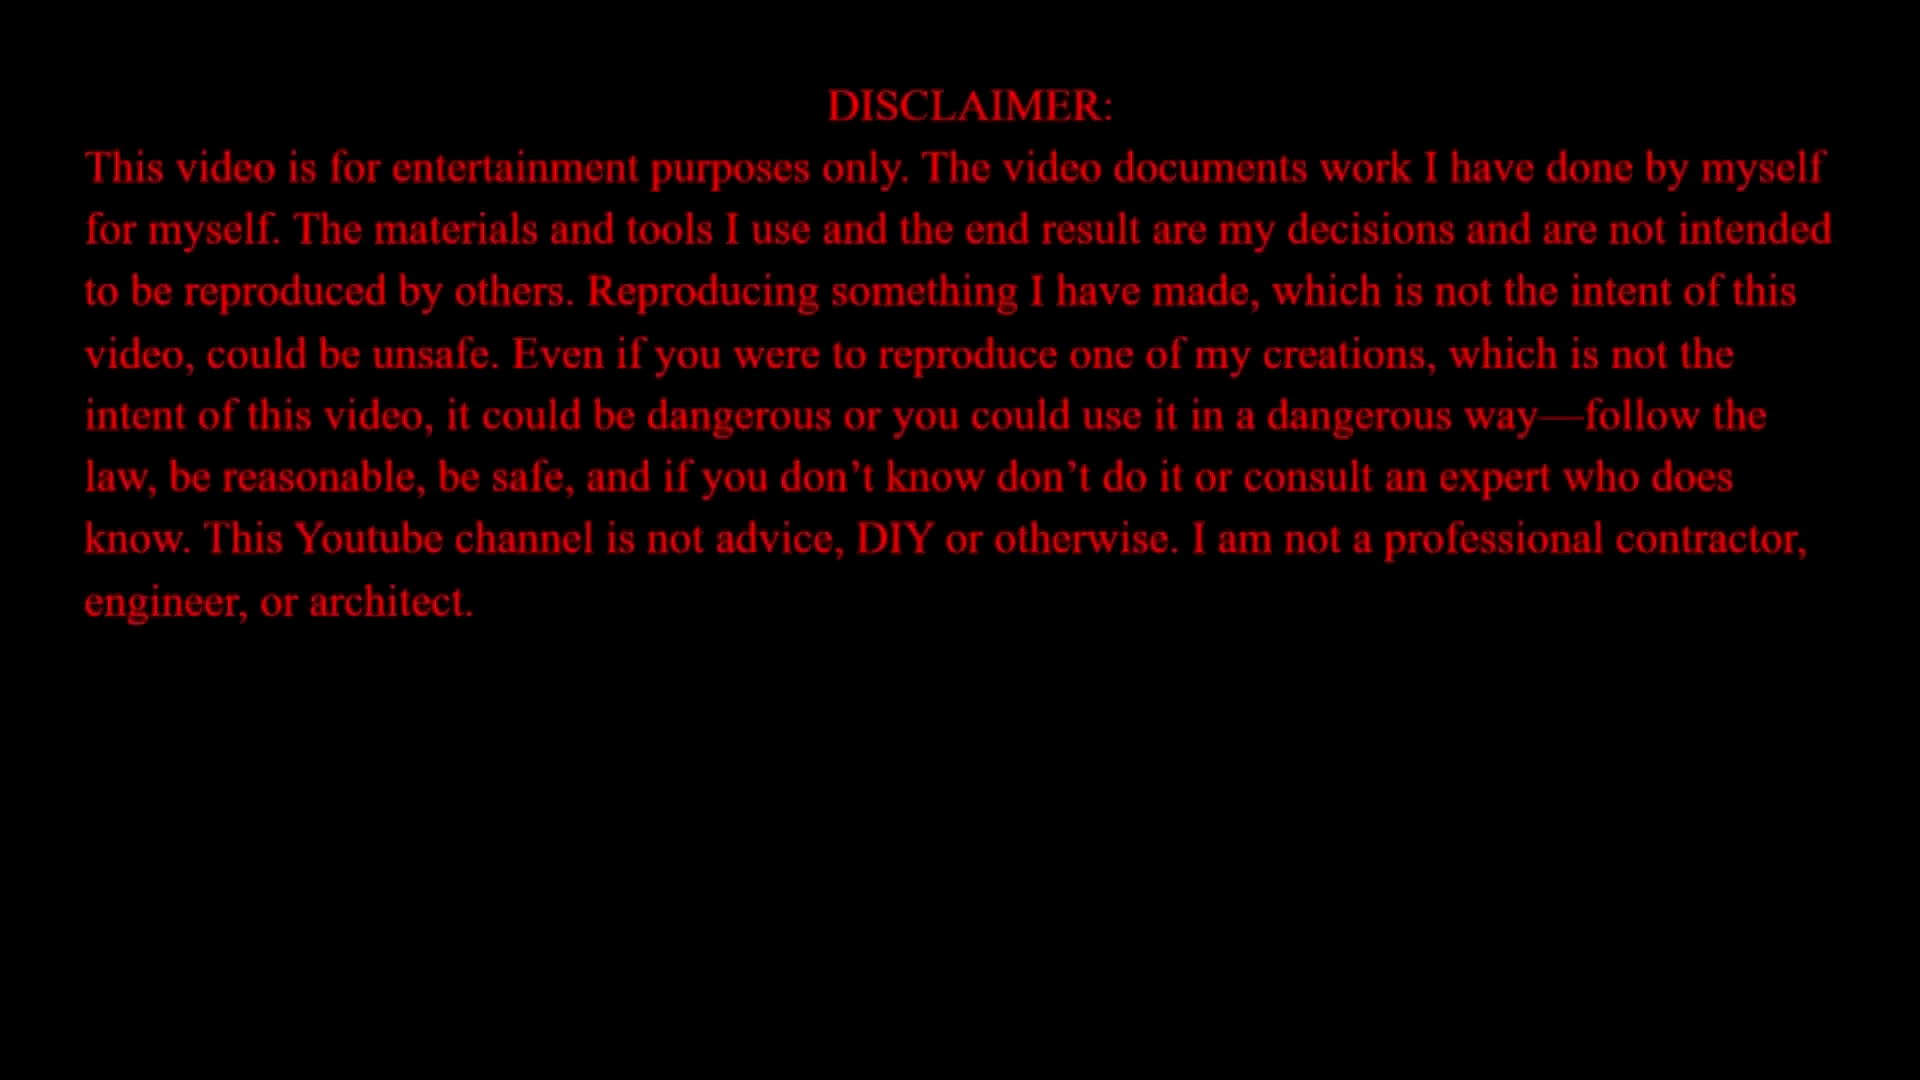 DISCLAIMER:
This video is for entertainment purposes only. The video documents work I have done by myself
for myself. The materials and tools I use and the end result are my decisions and are not intended
to be reproduced by others. Reproducing something I have made, which is not the intent of this
video, could be unsafe. Even if you were to reproduce one of my creations, which is not the
intent of this video, it could be dangerous or you could use it in a dangerous way—follow the
law, be reasonable, be safe, and if you don’t know don’t do it or consult an expert who does
know. This Youtube channel is not advice, DIY or otherwise. I am not a professional contractor,
engineer, or architect.